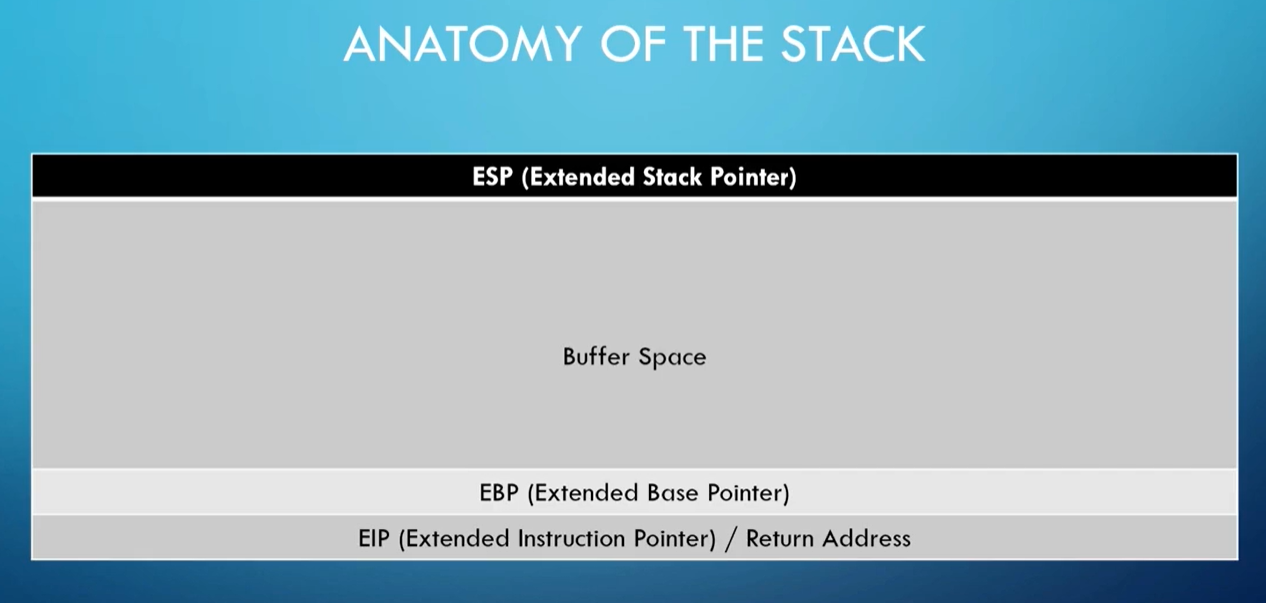 ANATOMY OF THE STACK
ESP (Extended Stack Pointer)
Buffer Space
EBP (Extended Base Pointer)
EIP (Extended Instruction Pointer) / Return Address